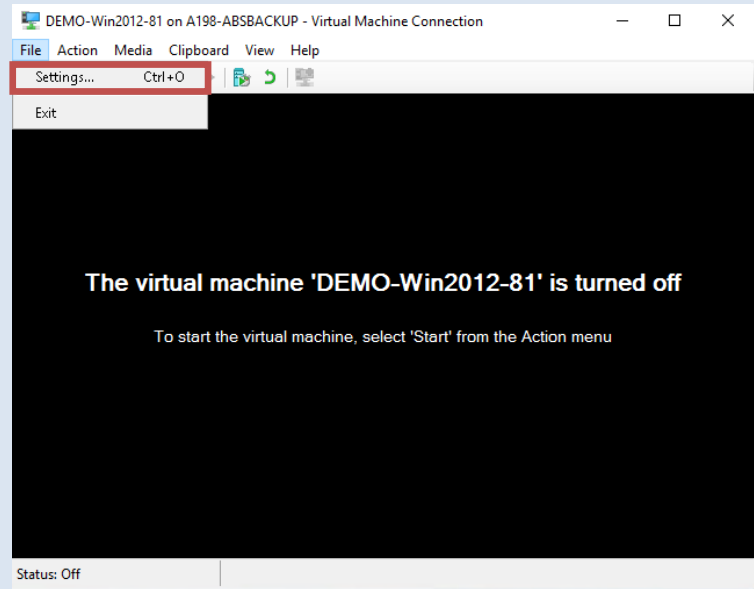 DEMO-Win2012-81 on A198-ABSBACKUP - Virtual Machine Connection
File Action Media Clipboard View Help
Settings... Ctrl+O
Exit
The virtual machine 'DEMO-Win2012-81' is turned off
To start the virtual machine, select 'Start' from the Action menu
Status: Off